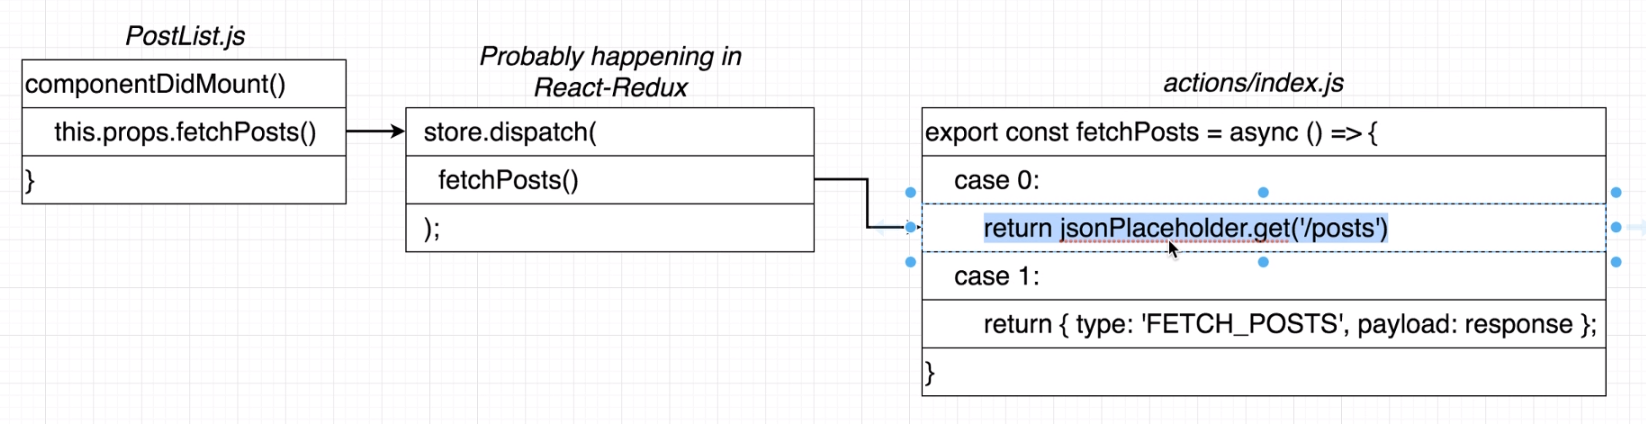 PostList.js
componentDidMount()
this.props.fetchPosts()
}
Probably happening in
React-Redux
store.dispatch(
fetchPosts()
);
actions/index.js
export const fetchPosts = async () => {
case 0:
return jsonPlaceholder.get('/posts')
case 1:
return { type: 'FETCH_POSTS', payload: response };
}